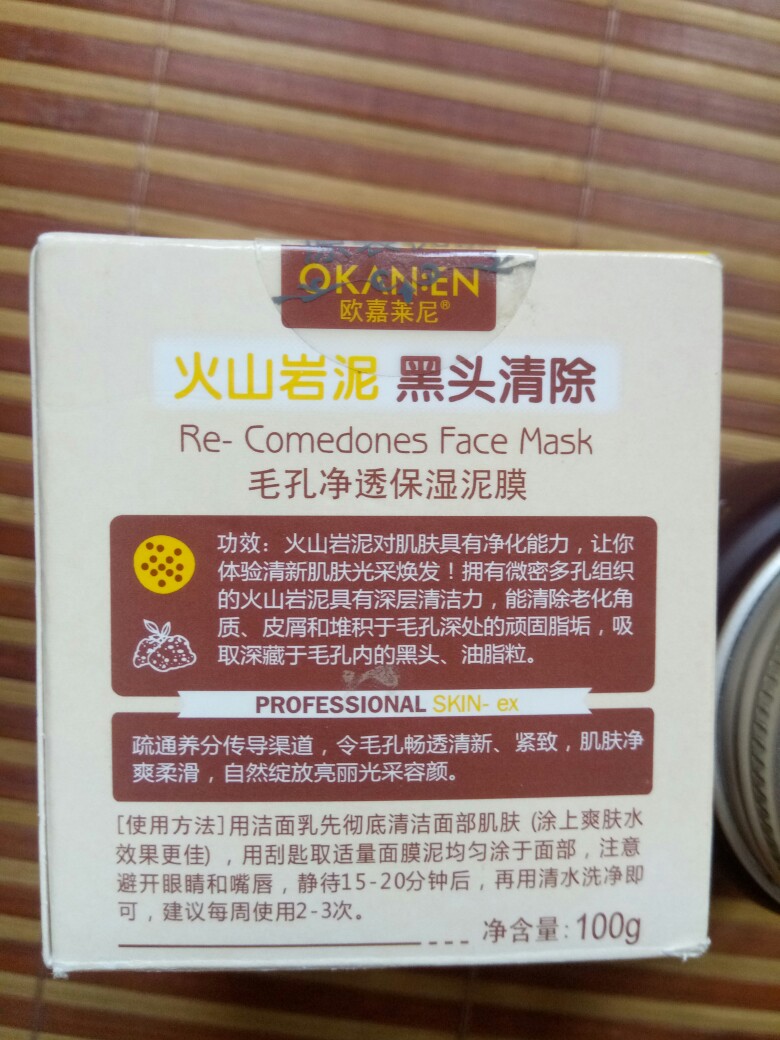 OKAN:EN
欧嘉莱尼®
火山岩泥 黑头清除
Re- Comedones Face Mask
毛孔净透保湿泥膜
功效：火山岩泥对肌肤具有净化能力，让你
体验清新肌肤光采焕发！拥有微密多孔组织
的火山岩泥具有深层清洁力，能清除老化角
质、皮屑和堆积于毛孔深处的顽固脂垢，吸
取深藏于毛孔内的黑头、油脂粒。
PROFESSIONAL SKIN- ex
疏通养分传导渠道，令毛孔畅透清新、紧致，肌肤净
爽柔滑，自然绽放亮丽光采容颜。
[使用方法]用洁面乳先彻底清洁面部肌肤 (涂上爽肤水
效果更佳) ，用刮匙取适量面膜泥均匀涂于面部，注意
避开眼睛和嘴唇，静待15-20分钟后，再用清水洗净即
可，建议每周使用2-3次。
净含量: 100g